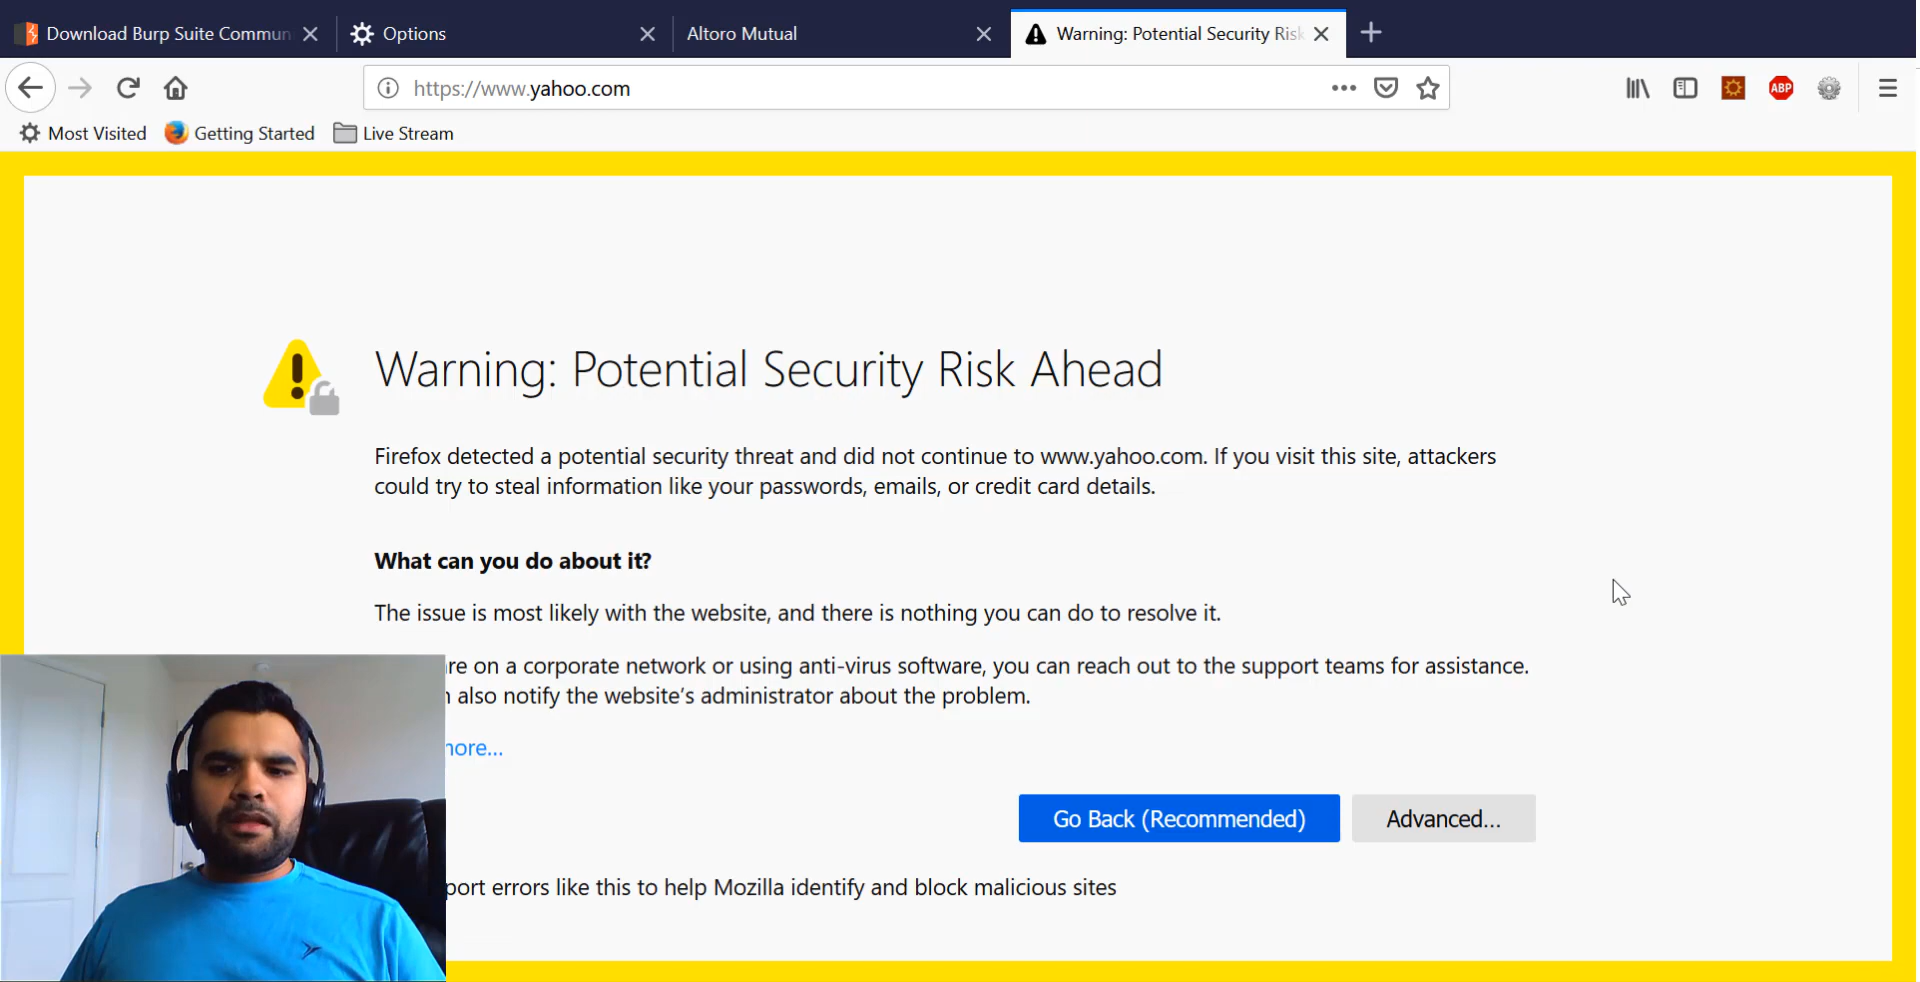 Download Burp Suite Commun
Options
Altoro Mutual
Warning: Potential Security Risk
https://www.yahoo.com
ABP
Most Visited
Getting Started
Live Stream
Warning: Potential Security Risk Ahead
Firefox detected a potential security threat and did not continue to www.yahoo.com. If you visit this site, attackers
could try to steal information like your passwords, emails, or credit card details.
What can you do about it?
The issue is most likely with the website, and there is nothing you can do to resolve it.
re on a corporate network or using anti-virus software, you can reach out to the support teams for assistance.
also notify the website’s administrator about the problem.
more...
Go Back (Recommended)
Advanced...
port errors like this to help Mozilla identify and block malicious sites